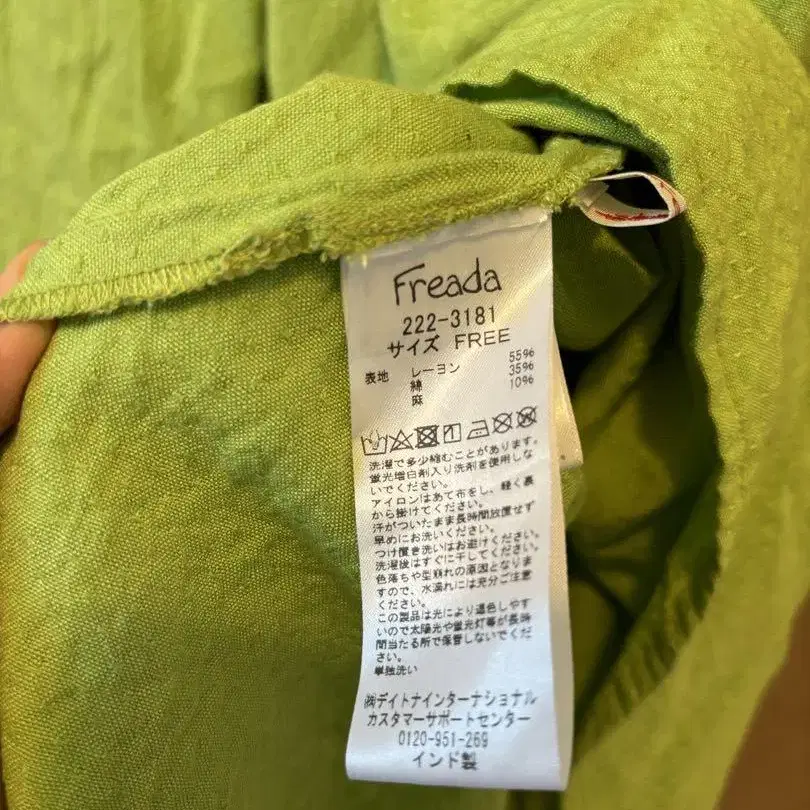 Freada
222-3181
サイズ FREE
表地 レーヨン 55%
綿 35%
麻 10%
洗濯で多少縮むことがあります。
蛍光増白剤入り洗剤を使用しな
いでください。
アイロンはあて布をし、軽く裏
から掛けてください。
汗がついたまま長時間放置せず
早めにお洗いください。
つけ置き洗いはお避けください。
洗濯後はすぐに干してください。
色落ちや型崩れの原因となりま
すので、水濡れには充分ご注意
ください。
この製品は光により退色しやす
いので太陽光や蛍光灯等が長時
間当たる所で保管しないでくだ
さい。
単独洗い
㈱デイトナインターナショナル
カスタマーサポートセンター
0120-951-269
インド製